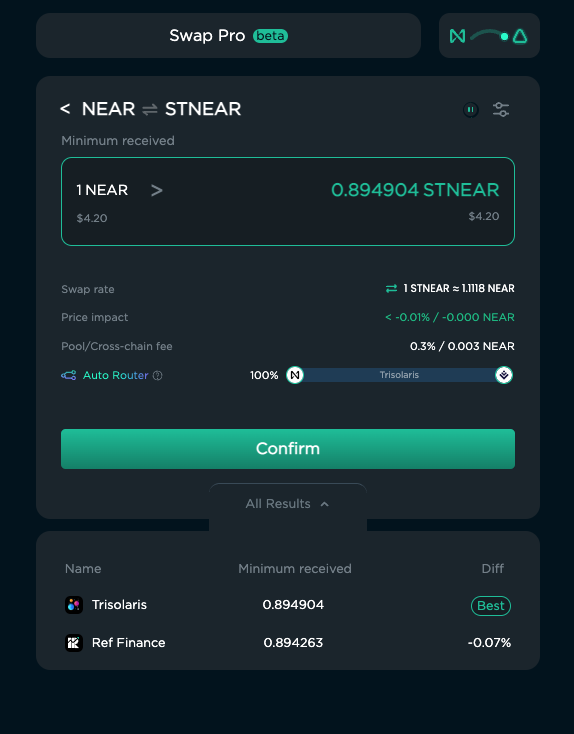 Swap Pro beta
< NEAR ⇌ STNEAR
Minimum received
1 NEAR > 0.894904 STNEAR
$4.20 $4.20
Swap rate 1 STNEAR ≈ 1.1118 NEAR
Price impact < -0.01% / -0.000 NEAR
Pool/Cross-chain fee 0.3% / 0.003 NEAR
Auto Router ? 100% Trisolaris
Confirm
All Results
Name Minimum received Diff
Trisolaris 0.894904 Best
Ref Finance 0.894263 -0.07%